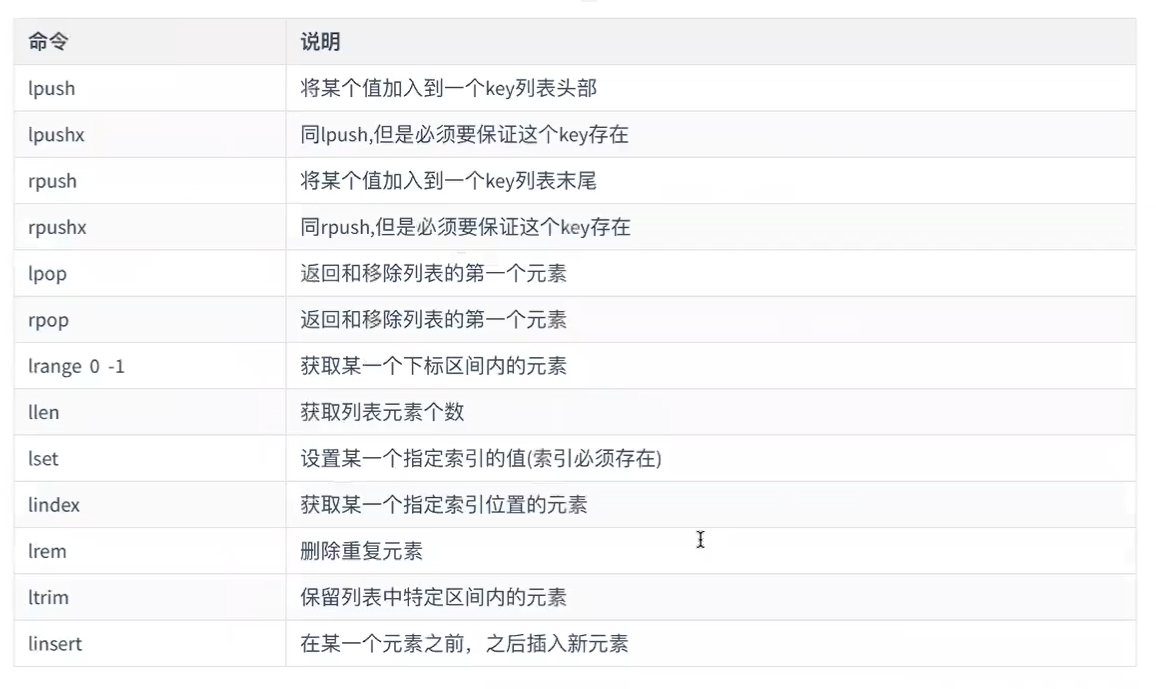 命令 说明
lpush 将某个值加入到一个key列表头部
lpushx 同lpush,但是必须要保证这个key存在
rpush 将某个值加入到一个key列表末尾
rpushx 同rpush,但是必须要保证这个key存在
lpop 返回和移除列表的第一个元素
rpop 返回和移除列表的第一个元素
lrange 0 -1 获取某一个下标区间内的元素
llen 获取列表元素个数
lset 设置某一个指定索引的值(索引必须存在)
lindex 获取某一个指定索引位置的元素
lrem 删除重复元素
ltrim 保留列表中特定区间内的元素
linsert 在某一个元素之前，之后插入新元素